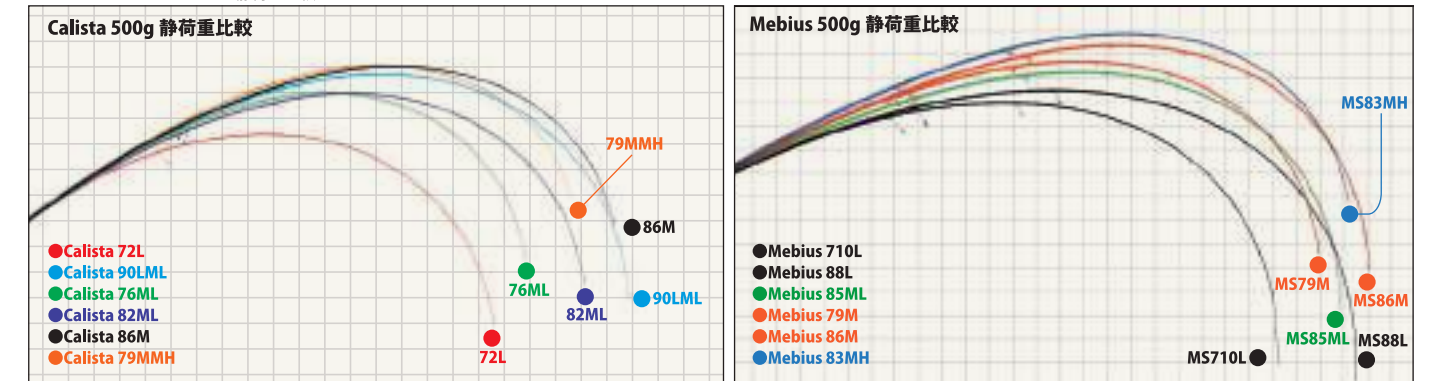 Calista 500g 静荷重比較
79MMH
86M
Calista 72L
Calista 90LML
Calista 76ML
Calista 82ML
Calista 86M
Calista 79MMH
76ML
82ML
90LML
72L
Mebius 500g 静荷重比較
MS83MH
Mebius 710L
Mebius 88L
Mebius 85ML
Mebius 79M
Mebius 86M
Mebius 83MH
MS79M
MS86M
MS85ML
MS88L
MS710L